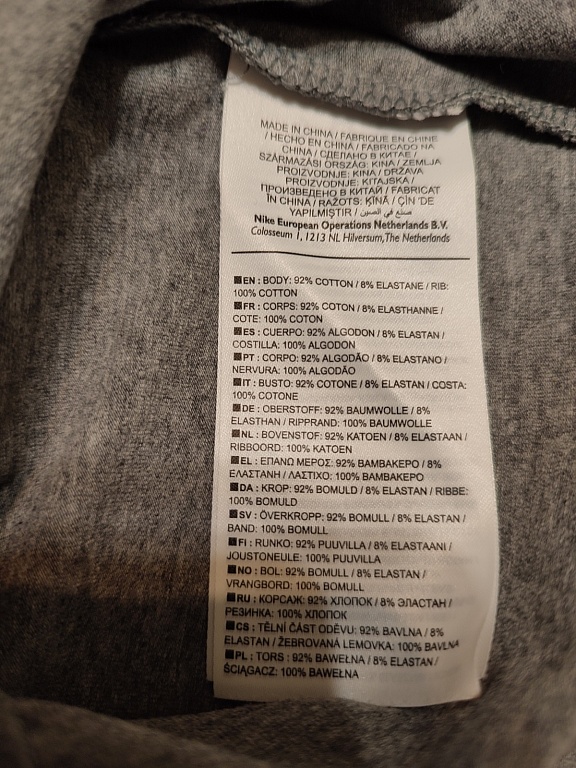 MADE IN CHINA / FABRIQUE EN CHINE
/ HECHO EN CHINA / FABRICADO NA
CHINA / СДЕЛАНО В КИТАЕ /
SZÁRMAZÁSI ORSZÁG: KINA / ZEMLJA
PROIZVODNJE: KINA / DRŽAVA
PROIZVODNJE: KITAJSKA /
ПРОИЗВЕДЕНО В КИТАЙ / FABRICAT
ÎN CHINA / RAŽOTS: ĶĪNĀ / ÇİN 'DE
YAPILMIŞTIR / صنع في الصين
Nike European Operations Netherlands B.V.
Colosseum 1, 1213 NL Hilversum, The Netherlands
EN : BODY: 92% COTTON / 8% ELASTANE / RIB:
100% COTTON
FR : CORPS: 92% COTON / 8% ELASTHANNE /
COTE: 100% COTON
ES : CUERPO: 92% ALGODON / 8% ELASTAN /
COSTILLA: 100% ALGODON
PT : CORPO: 92% ALGODÃO / 8% ELASTANO /
NERVURA: 100% ALGODÃO
IT : BUSTO: 92% COTONE / 8% ELASTAN / COSTA:
100% COTONE
DE : OBERSTOFF: 92% BAUMWOLLE / 8%
ELASTHAN / RIPPRAND: 100% BAUMWOLLE
NL : BOVENSTOF: 92% KATOEN / 8% ELASTAAN /
RIBBOORD: 100% KATOEN
EL : ΕΠΑΝΩ ΜΕΡΟΣ: 92% ΒΑΜΒΑΚΕΡΟ / 8%
ΕΛΑΣΤΑΝΗ / ΛΑΣΤΙΧΟ: 100% ΒΑΜΒΑΚΕΡΟ
DA : KROP: 92% BOMULD / 8% ELASTAN / RIBBE:
100% BOMULD
SV : ÖVERKROPP: 92% BOMULL / 8% ELASTAN /
BAND: 100% BOMULL
FI : RUNKO: 92% PUUVILLA / 8% ELASTAANI /
JOUSTONEULE: 100% PUUVILLA
NO : BOL: 92% BOMULL / 8% ELASTAN /
VRANGBORD: 100% BOMULL
RU : КОРСАЖ: 92% ХЛОПОК / 8% ЭЛАСТАН /
РЕЗИНКА: 100% ХЛОПОК
CS : TĚLNÍ ČÁST ODĚVU: 92% BAVLNA / 8%
ELASTAN / ŽEBROVANÁ LEMOVKA: 100% BAVLNA
PL : TORS : 92% BAWEŁNA / 8% ELASTAN /
ŚCIĄGACZ: 100% BAWEŁNA